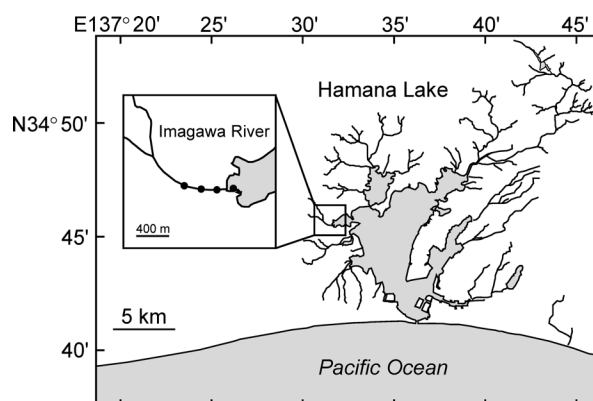 E137° 20' 25' 30' 35' 40' 45'
Hamana Lake
N34° 50'
Imagawa River
400 m
45'
5 km
40'
Pacific Ocean